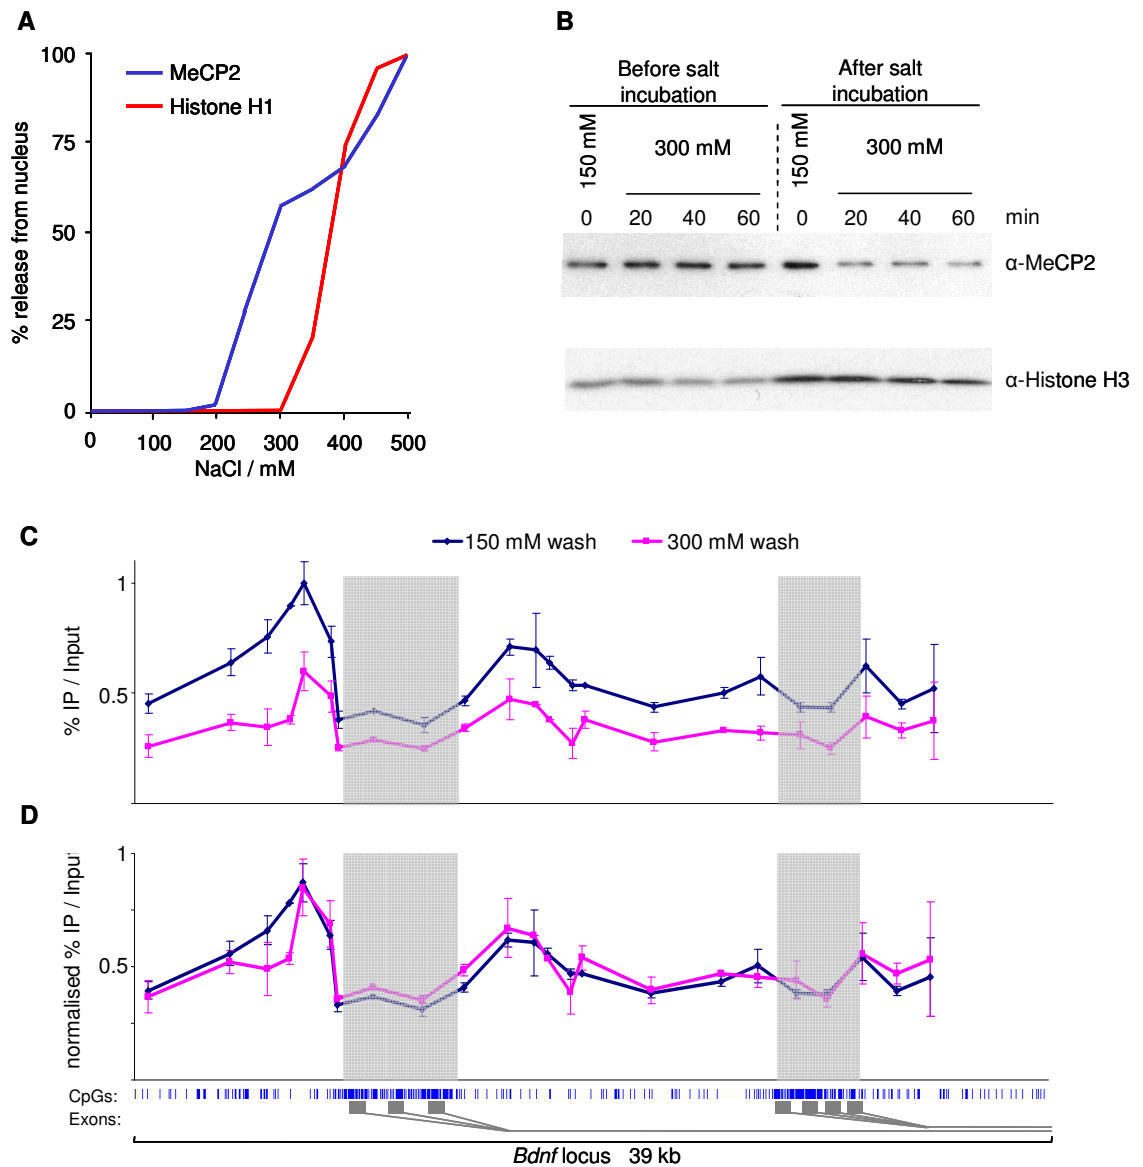 A
100
75
50
25
0
% release from nucleus
MeCP2
Histone H1
0 100 200 300 400 500
NaCl / mM
B
Before salt
incubation
After salt
incubation
150 mM
300 mM
150 mM
300 mM
0 20 40 60 0 20 40 60 min
α-MeCP2
α-Histone H3
C
150 mM wash 300 mM wash
1
0.5
% IP / Input
D
1
0.5
normalised % IP / Input
CpGs:
Exons:
Bdnf locus 39 kb